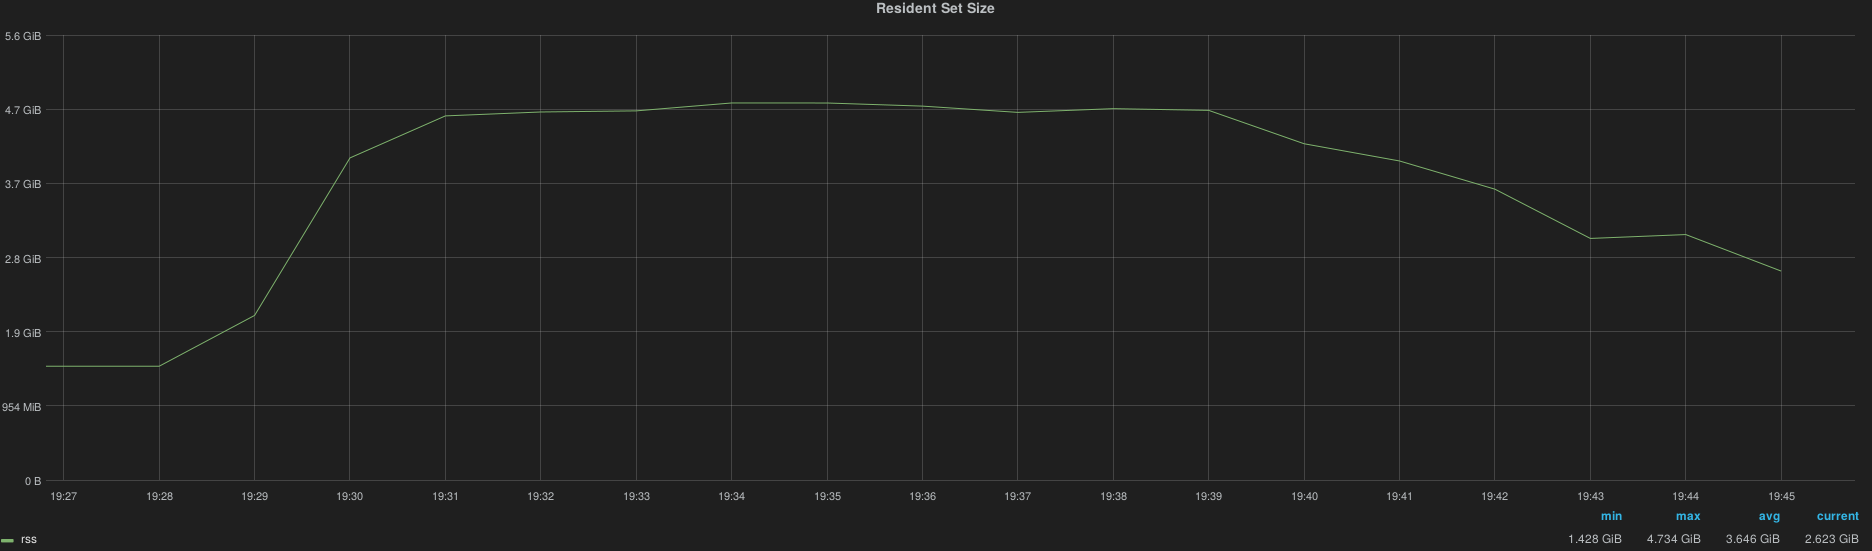 Resident Set Size
5.6 GiB
4.7 GiB
3.7 GiB
2.8 GiB
1.9 GiB
954 MiB
0 B
19:27 19:28 19:29 19:30 19:31 19:32 19:33 19:34 19:35 19:36 19:37 19:38 19:39 19:40 19:41 19:42 19:43 19:44 19:45
min max avg current
rss 1.428 GiB 4.734 GiB 3.646 GiB 2.623 GiB